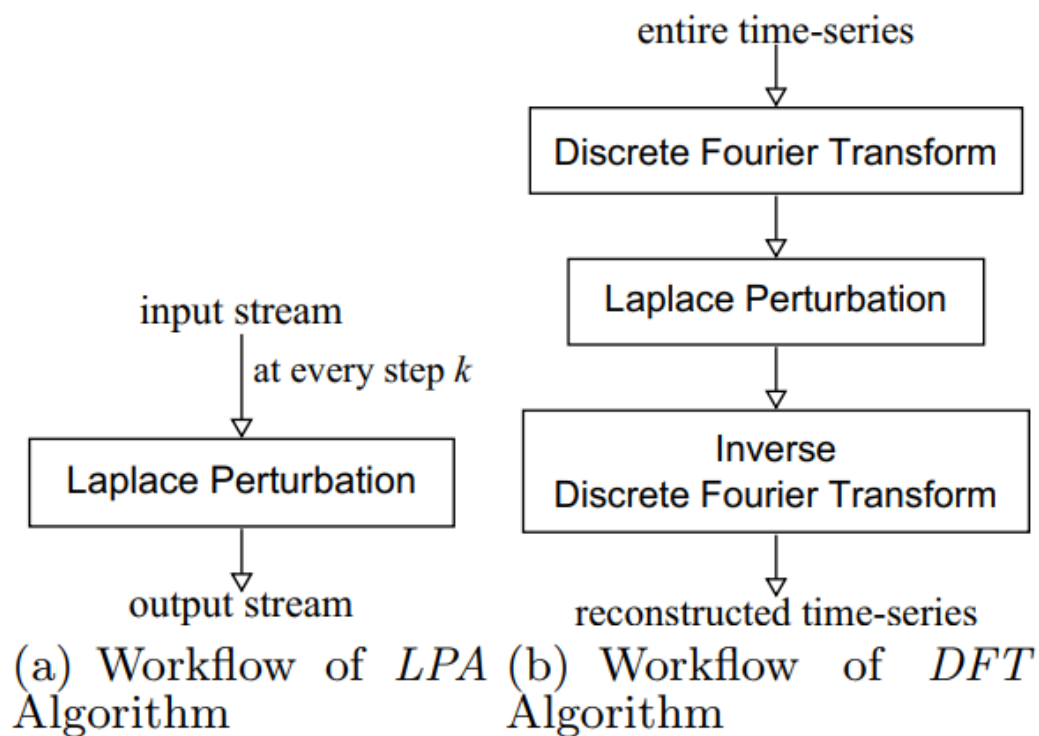 input stream
at every step k
Laplace Perturbation
output stream
(a) Workflow of LPA
Algorithm
entire time-series
Discrete Fourier Transform
Laplace Perturbation
Inverse
Discrete Fourier Transform
reconstructed time-series
(b) Workflow of DFT
Algorithm